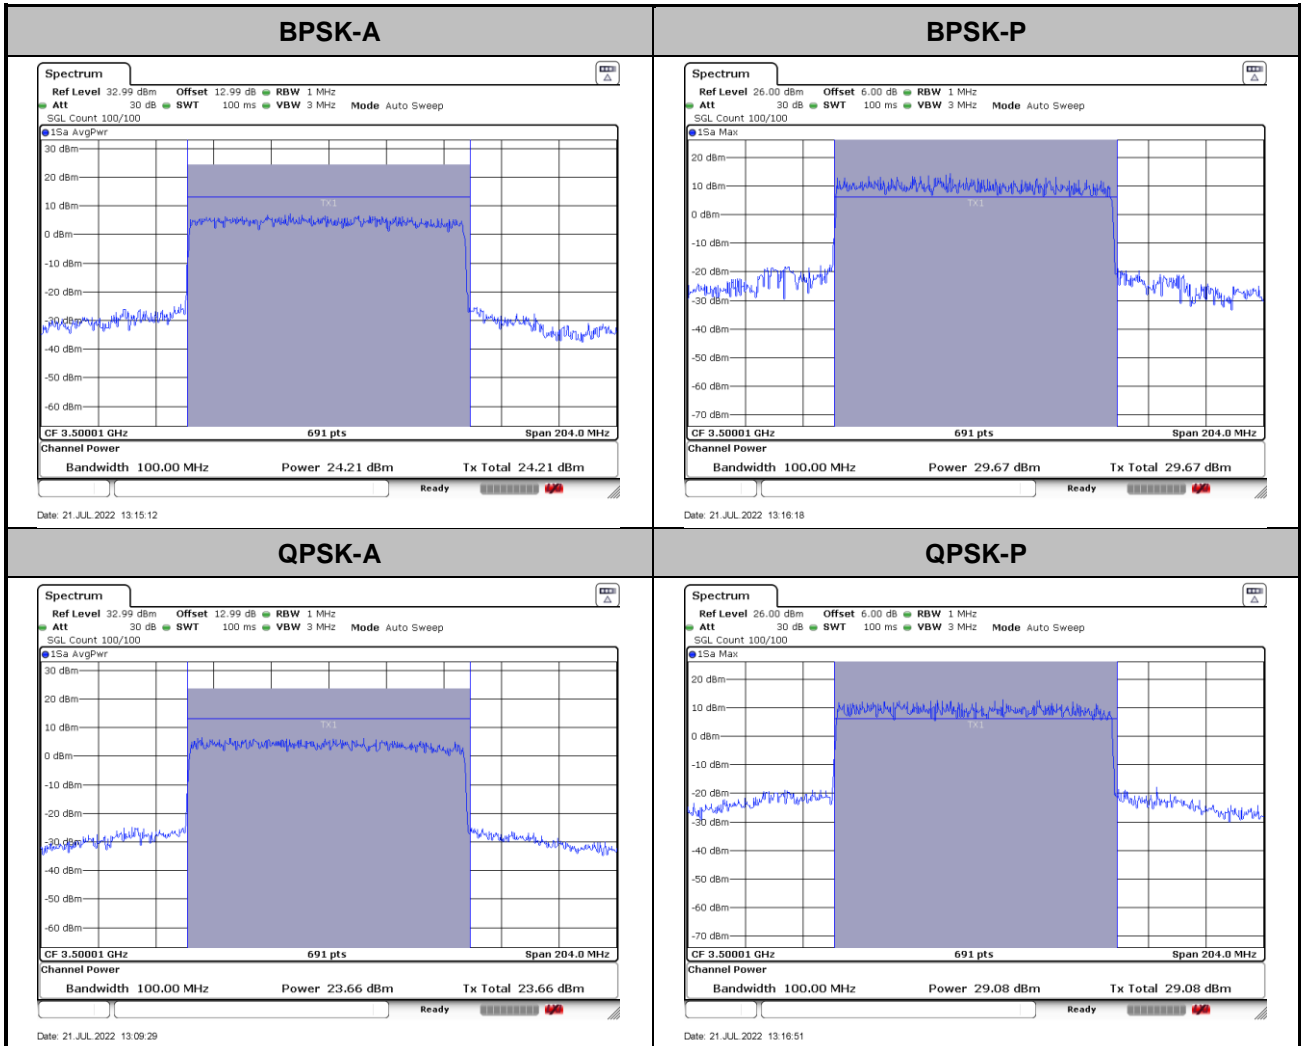 BPSK-A
BPSK-P
Spectrum
Ref Level 32.99 dBm Offset 12.99 dB RBW 1 MHz
Att 30 dB SWT 100 ms VBW 3 MHz Mode Auto Sweep
SGL Count 100/100
1Sa AvgPwr
30 dBm
20 dBm
10 dBm
TX1
0 dBm
-10 dBm
-20 dBm
-30 dBm
-40 dBm
-50 dBm
-60 dBm
CF 3.50001 GHz 691 pts Span 204.0 MHz
Channel Power
Bandwidth 100.00 MHz Power 24.21 dBm Tx Total 24.21 dBm
Ready
Date: 21.JUL.2022 13:15:12
Spectrum
Ref Level 26.00 dBm Offset 6.00 dB RBW 1 MHz
Att 30 dB SWT 100 ms VBW 3 MHz Mode Auto Sweep
SGL Count 100/100
1Sa Max
20 dBm
10 dBm
TX1
0 dBm
-10 dBm
-20 dBm
-30 dBm
-40 dBm
-50 dBm
-60 dBm
-70 dBm
CF 3.50001 GHz 691 pts Span 204.0 MHz
Channel Power
Bandwidth 100.00 MHz Power 29.67 dBm Tx Total 29.67 dBm
Ready
Date: 21.JUL.2022 13:16:18
QPSK-A
QPSK-P
Spectrum
Ref Level 32.99 dBm Offset 12.99 dB RBW 1 MHz
Att 30 dB SWT 100 ms VBW 3 MHz Mode Auto Sweep
SGL Count 100/100
1Sa AvgPwr
30 dBm
20 dBm
10 dBm
TX1
0 dBm
-10 dBm
-20 dBm
-30 dBm
-40 dBm
-50 dBm
-60 dBm
CF 3.50001 GHz 691 pts Span 204.0 MHz
Channel Power
Bandwidth 100.00 MHz Power 23.66 dBm Tx Total 23.66 dBm
Ready
Date: 21.JUL.2022 13:09:29
Spectrum
Ref Level 26.00 dBm Offset 6.00 dB RBW 1 MHz
Att 30 dB SWT 100 ms VBW 3 MHz Mode Auto Sweep
SGL Count 100/100
1Sa Max
20 dBm
10 dBm
TX1
0 dBm
-10 dBm
-20 dBm
-30 dBm
-40 dBm
-50 dBm
-60 dBm
-70 dBm
CF 3.50001 GHz 691 pts Span 204.0 MHz
Channel Power
Bandwidth 100.00 MHz Power 29.08 dBm Tx Total 29.08 dBm
Ready
Date: 21.JUL.2022 13:16:51